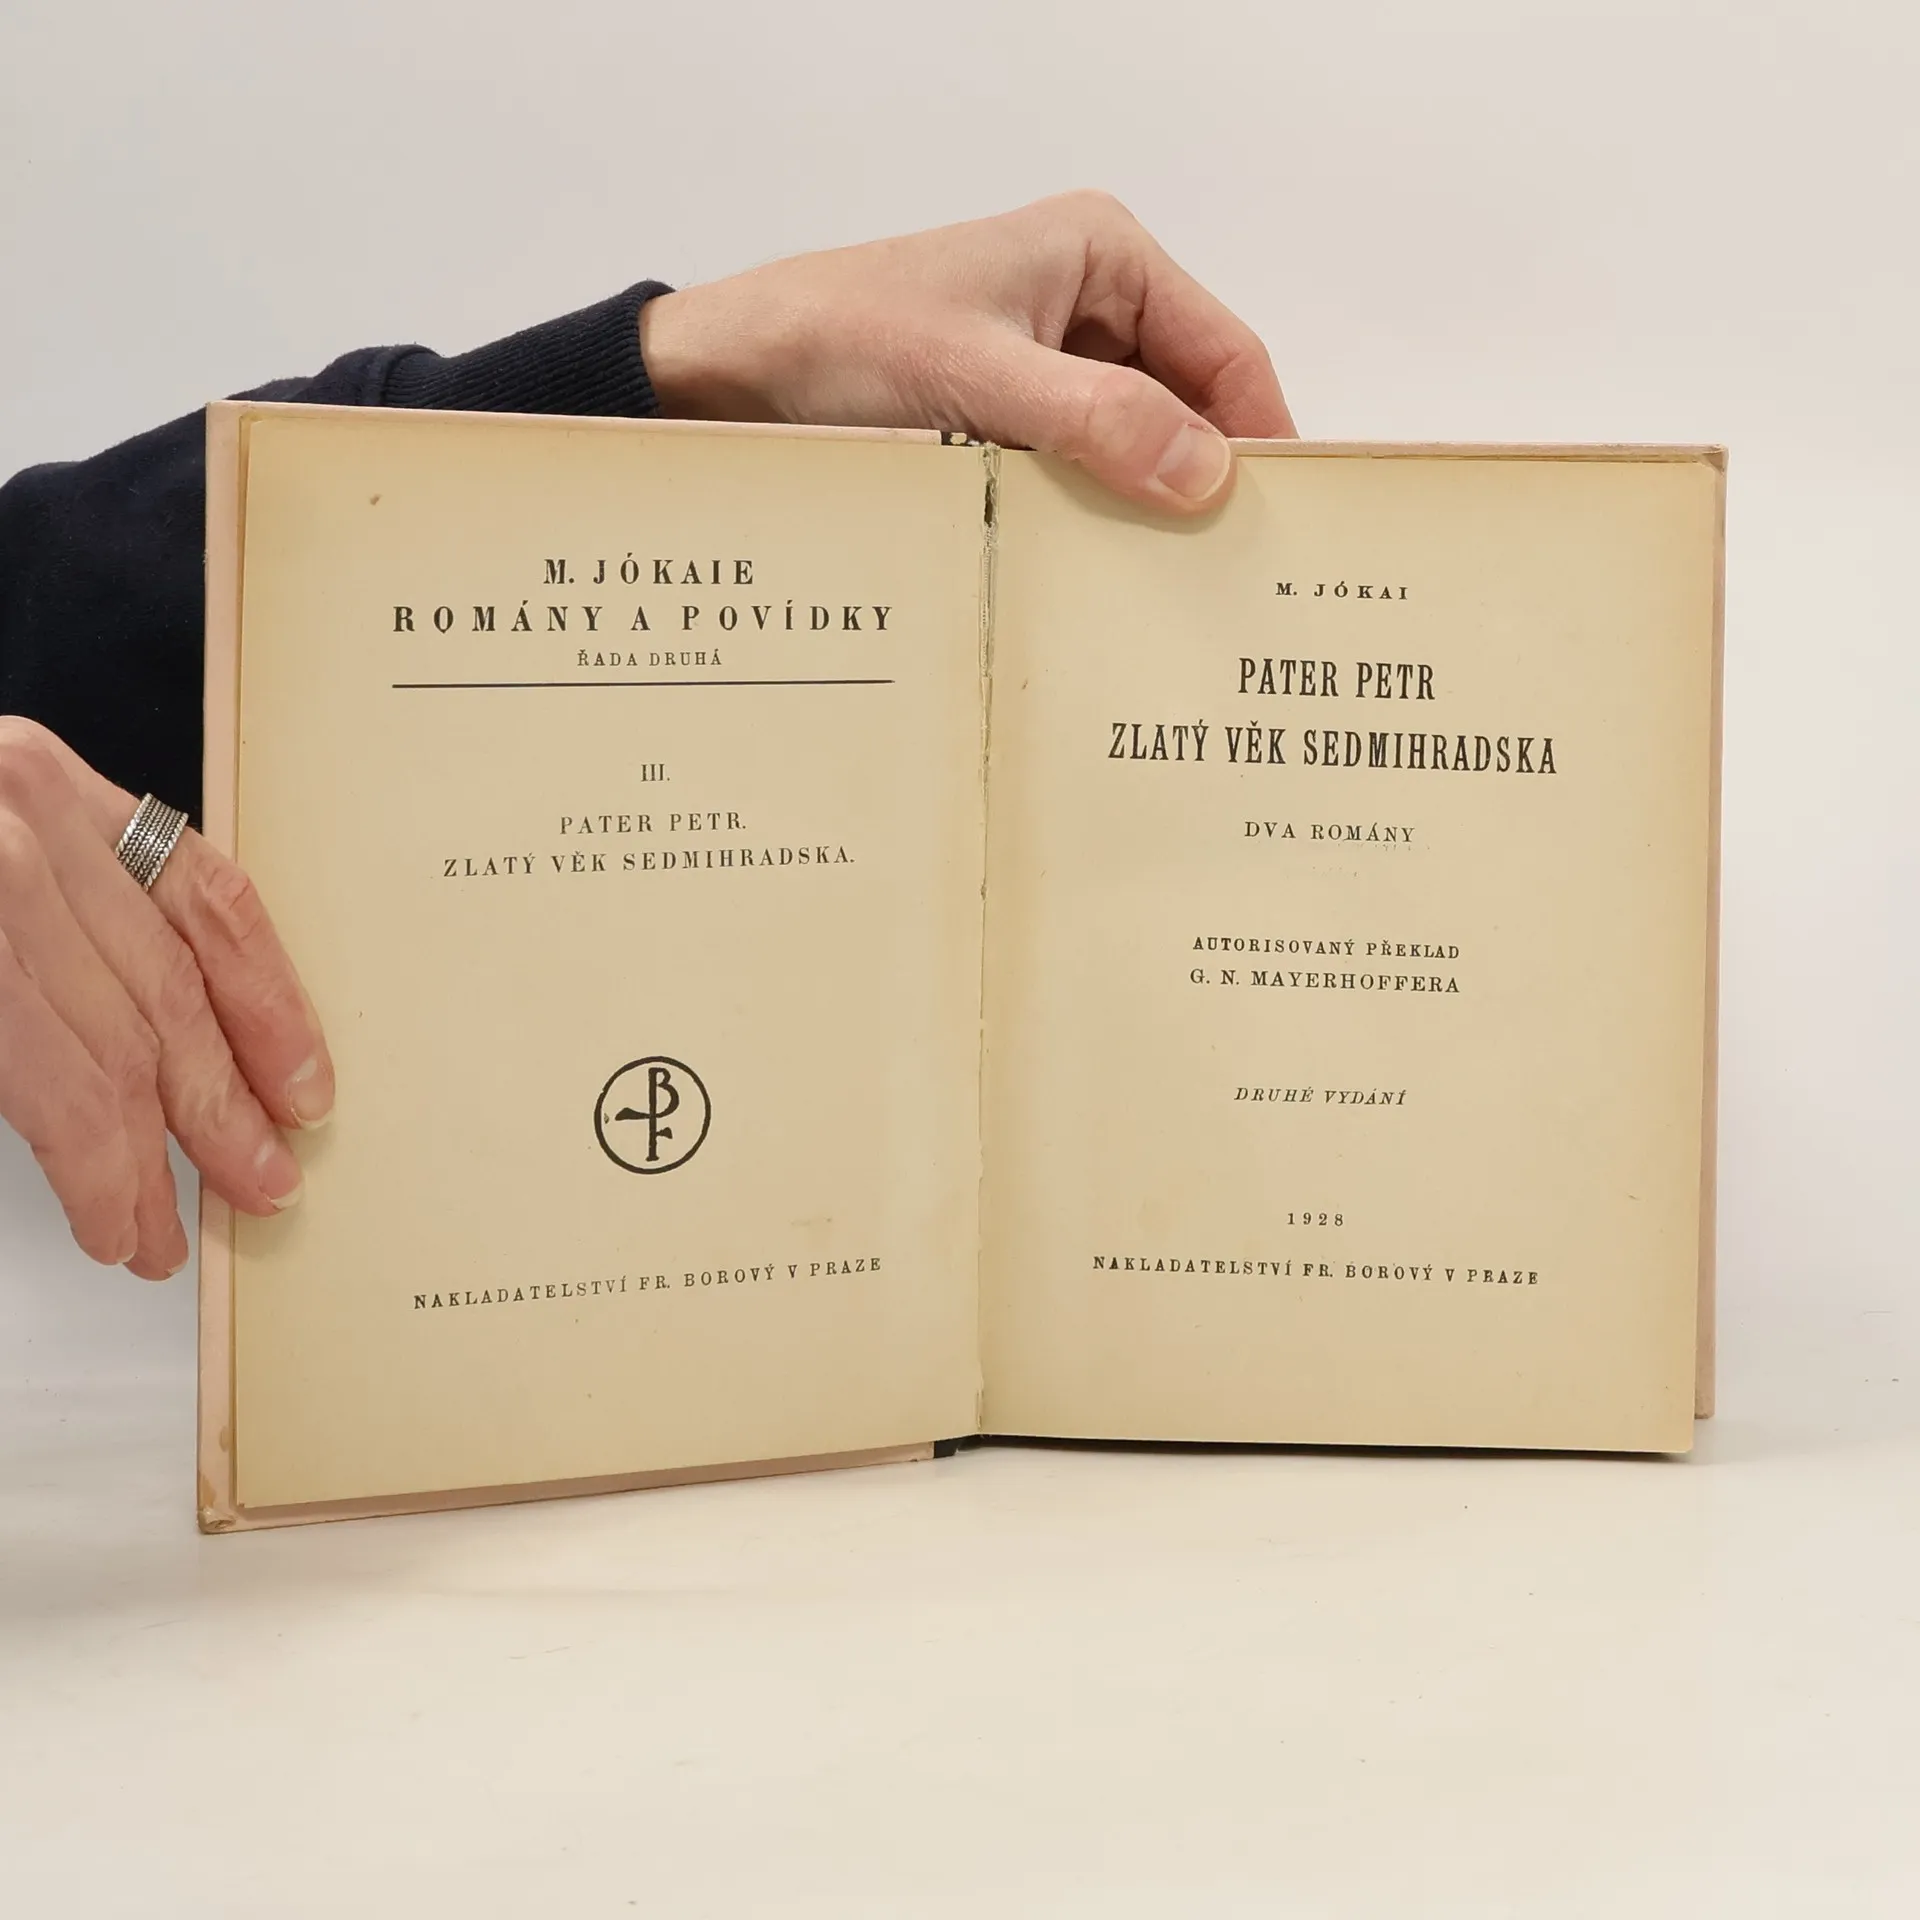 M. JÓKAIE
ROMÁNY A POVÍDKY
ŘADA DRUHÁ
III.
PATER PETR.
ZLATÝ VĚK SEDMIHRADSKA.
BF
NAKLADATELSTVÍ FR. BOROVÝ V PRAZE
M. JÓKAI
PATER PETR
ZLATÝ VĚK SEDMIHRADSKA
DVA ROMÁNY
AUTORISOVANÝ PŘEKLAD
G. N. MAYERHOFFERA
DRUHÉ VYDÁNÍ
1928
NAKLADATELSTVÍ FR. BOROVÝ V PRAZE